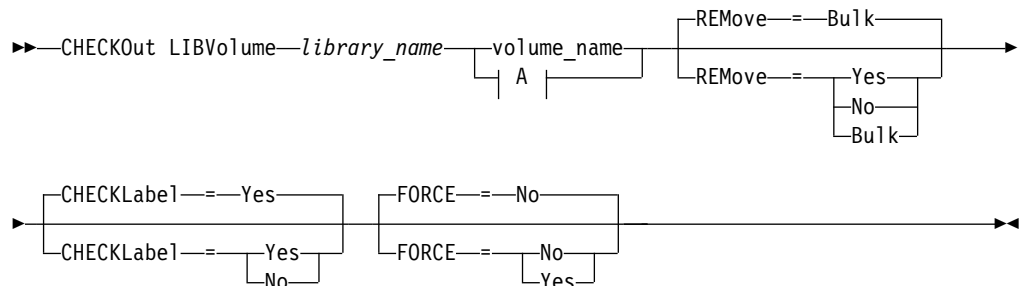 REMove = Bulk
CHECKOut LIBVolume library_name volume_name
A
REMove = Yes
No
Bulk
CHECKLabel = Yes FORCE = No
CHECKLabel = Yes FORCE = No
No Yes